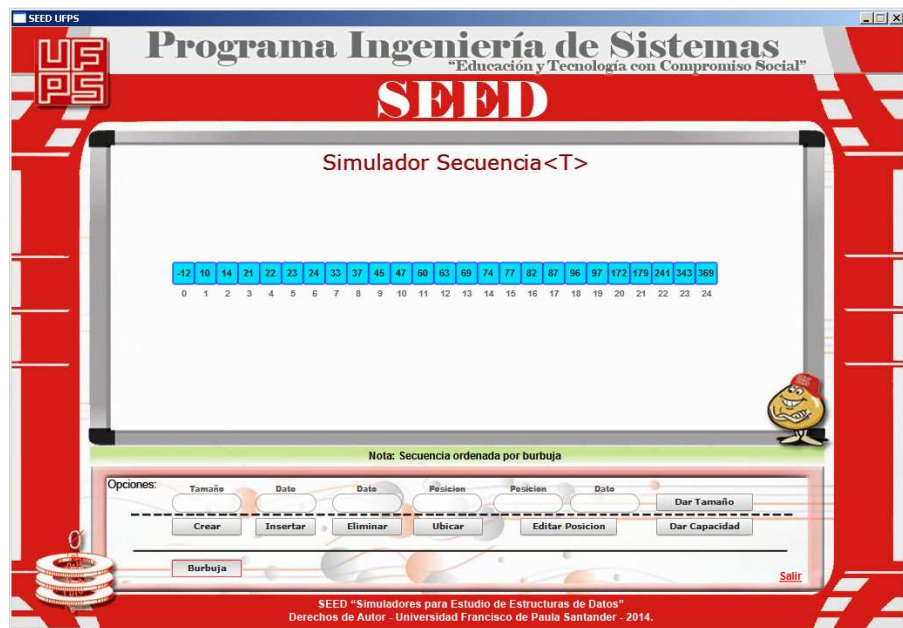 SEED UFPS
UFPS
Programa Ingeniería de Sistemas
“Educación y Tecnología con Compromiso Social”
SEED
Simulador Secuencia<T>
-12 10 14 21 22 23 24 33 37 45 47 60 63 69 74 77 82 87 96 97 172 179 241 343 369
0 1 2 3 4 5 6 7 8 9 10 11 12 13 14 15 16 17 18 19 20 21 22 23 24
Nota: Secuencia ordenada por burbuja
Opciones:
Tamaño Dato Dato Posicion Posicion Dato
Dar Tamaño
Crear Insertar Eliminar Ubicar Editar Posicion Dar Capacidad
Burbuja
Salir
SEED “Simuladores para Estudio de Estructuras de Datos”
Derechos de Autor - Universidad Francisco de Paula Santander - 2014.